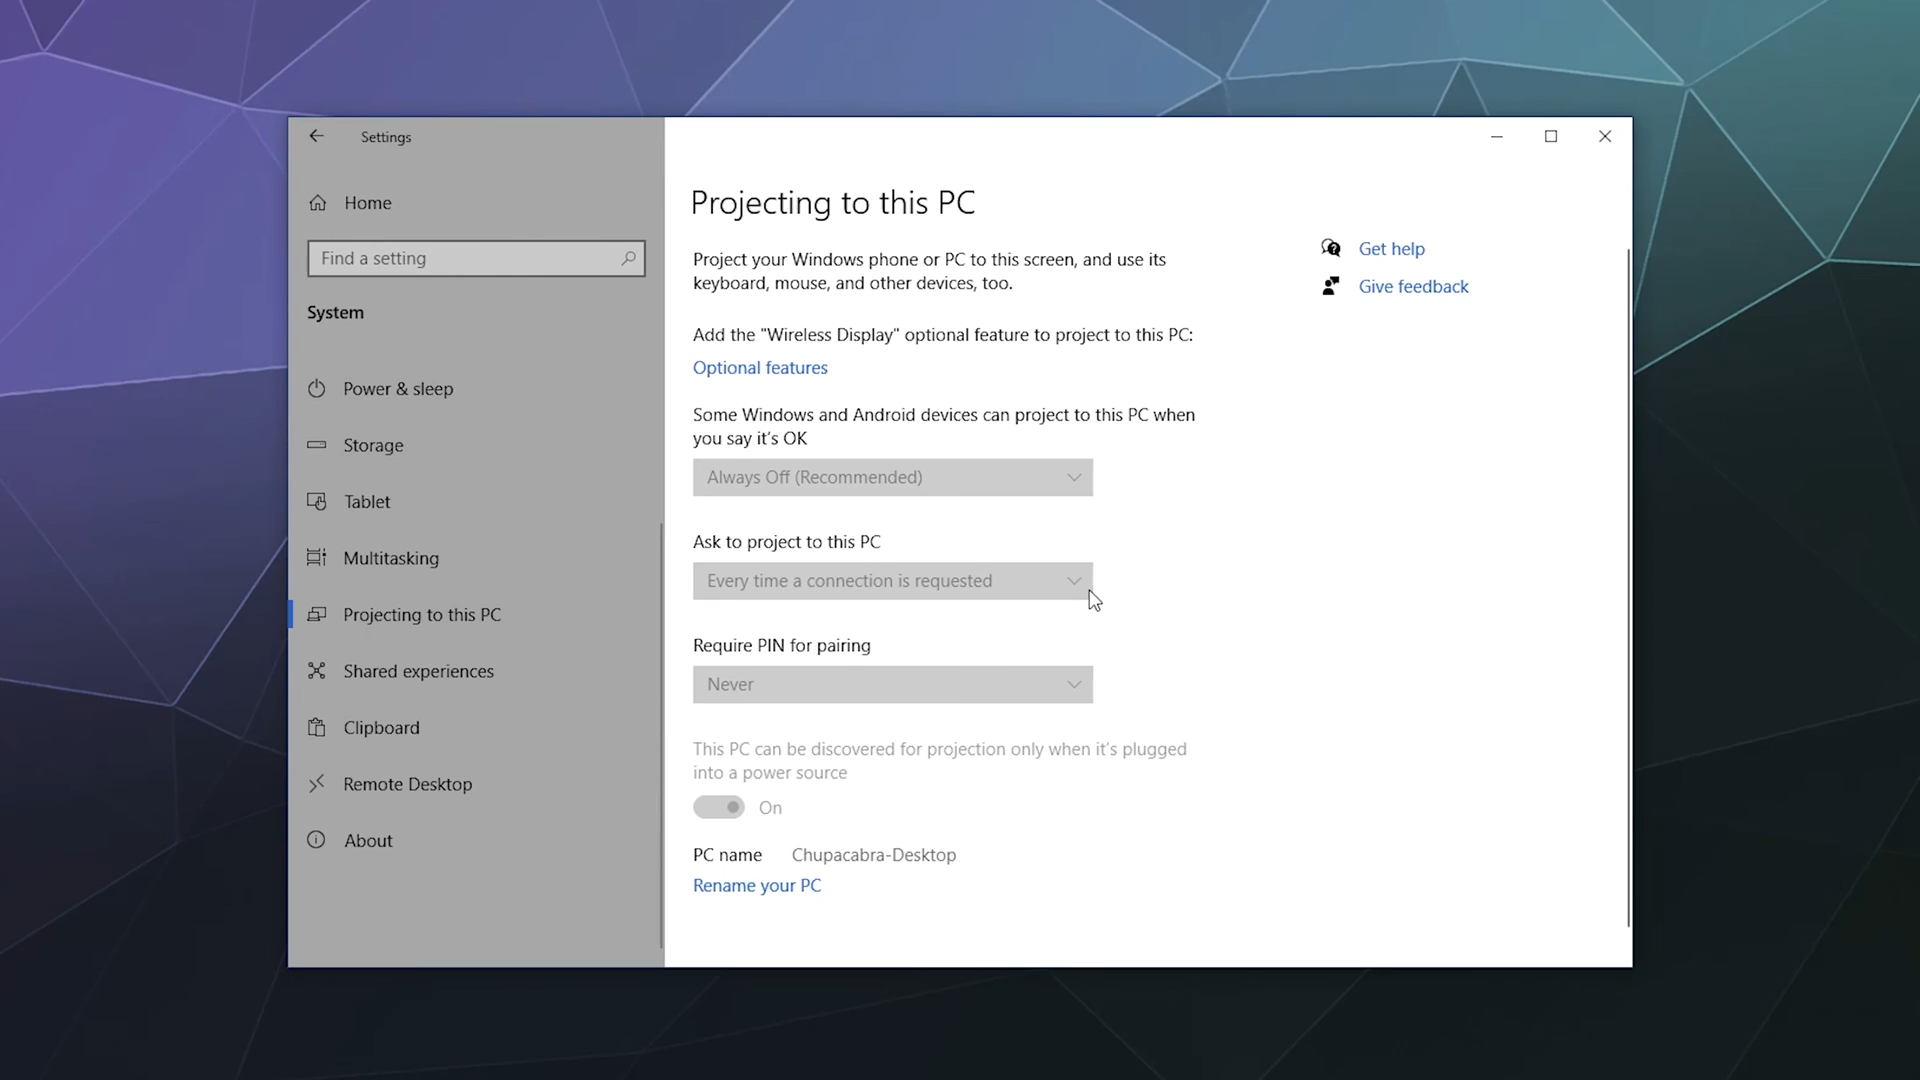 Settings
Home
Find a setting
System
Power & sleep
Storage
Tablet
Multitasking
Projecting to this PC
Shared experiences
Clipboard
Remote Desktop
About
Projecting to this PC
Project your Windows phone or PC to this screen, and use its
keyboard, mouse, and other devices, too.
Add the "Wireless Display" optional feature to project to this PC:
Optional features
Some Windows and Android devices can project to this PC when
you say it's OK
Always Off (Recommended)
Ask to project to this PC
Every time a connection is requested
Require PIN for pairing
Never
This PC can be discovered for projection only when it's plugged
into a power source
On
PC name Chupacabra-Desktop
Rename your PC
Get help
Give feedback